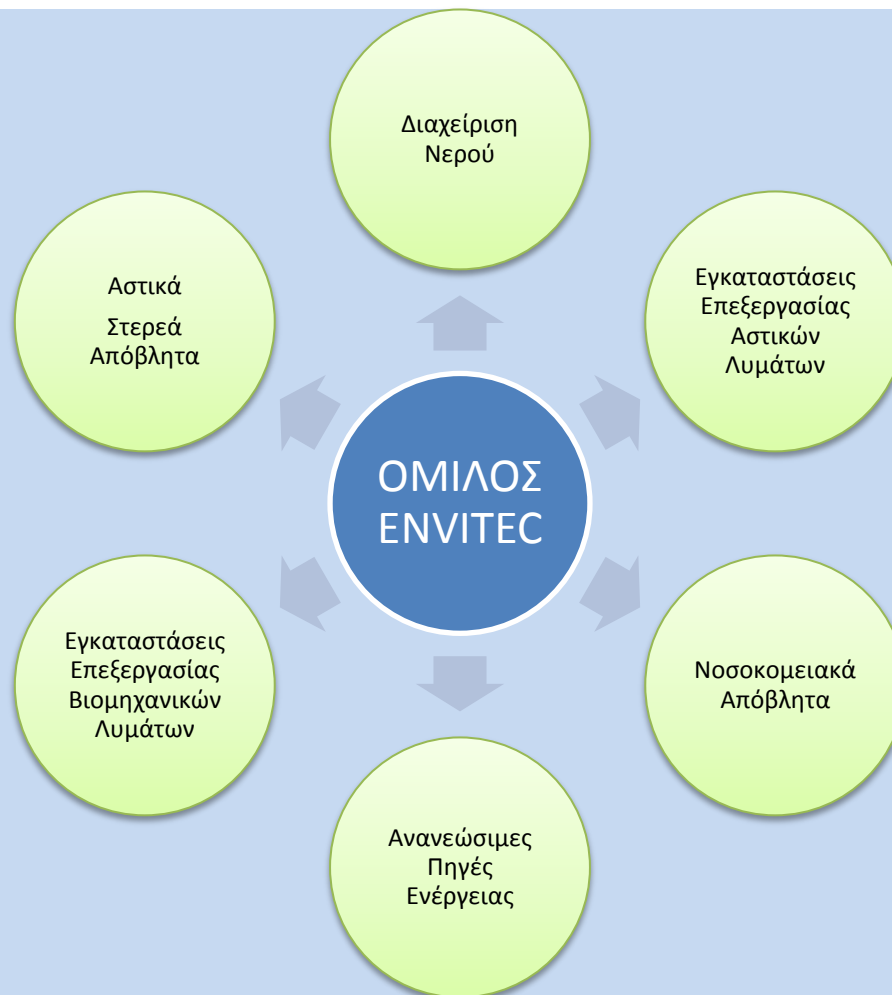 Διαχείριση
Νερού
Εγκαταστάσεις
Επεξεργασίας
Αστικών
Λυμάτων
Νοσοκομειακά
Απόβλητα
Ανανεώσιμες
Πηγές
Ενέργειας
Εγκαταστάσεις
Επεξεργασίας
Βιομηχανικών
Λυμάτων
Αστικά
Στερεά
Απόβλητα
ΟΜΙΛΟΣ
ENVITEC